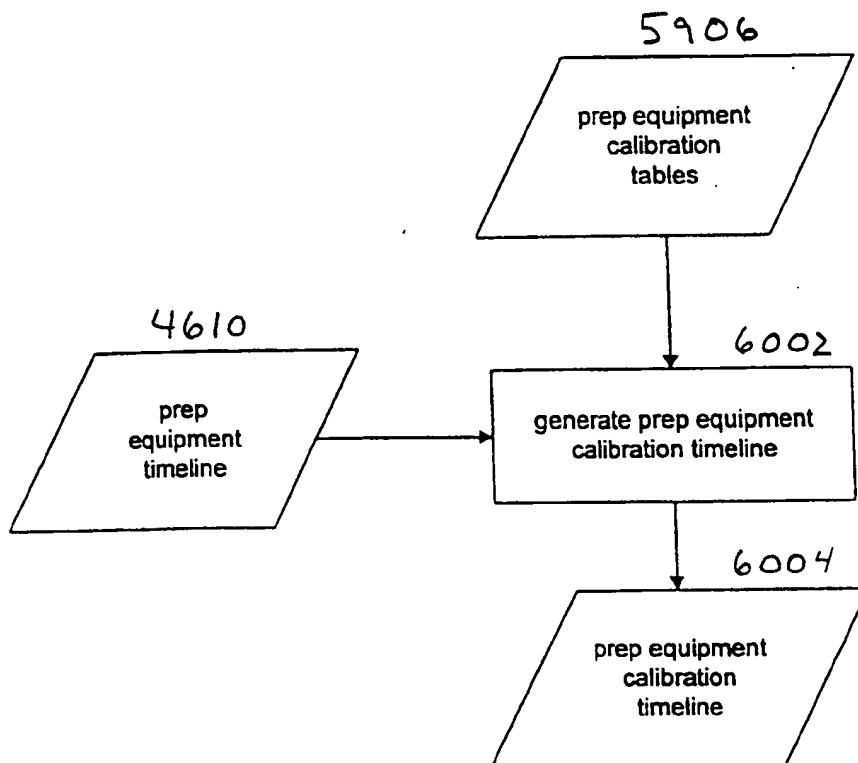 5906
prep equipment
calibration
tables
4610
prep
equipment
timeline
6002
generate prep equipment
calibration timeline
6004
prep equipment
calibration
timeline